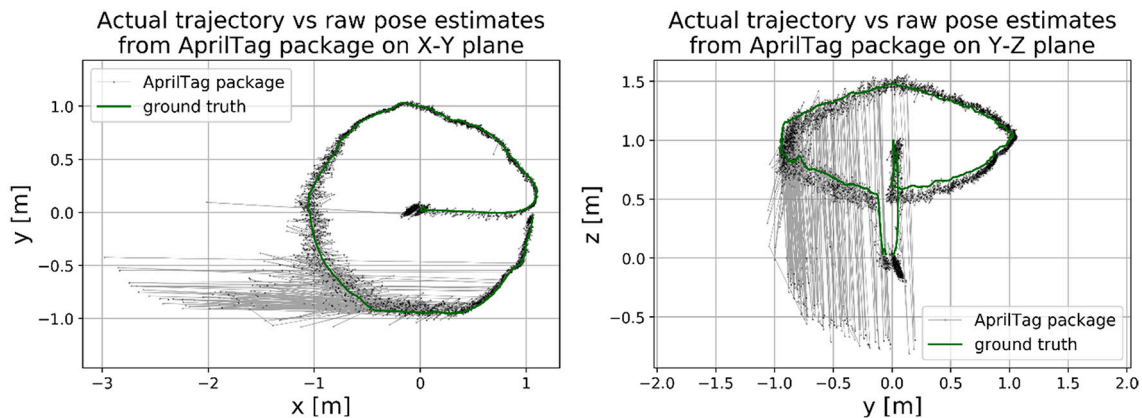 Actual trajectory vs raw pose estimates
from AprilTag package on X-Y plane
AprilTag package
ground truth
1.0
0.5
0.0
−0.5
−1.0
y [m]
−3
−2
−1
0
1
x [m]
Actual trajectory vs raw pose estimates
from AprilTag package on Y-Z plane
1.5
1.0
0.5
0.0
−0.5
z [m]
AprilTag package
ground truth
−2.0
−1.5
−1.0
−0.5
0.0
0.5
1.0
1.5
2.0
y [m]